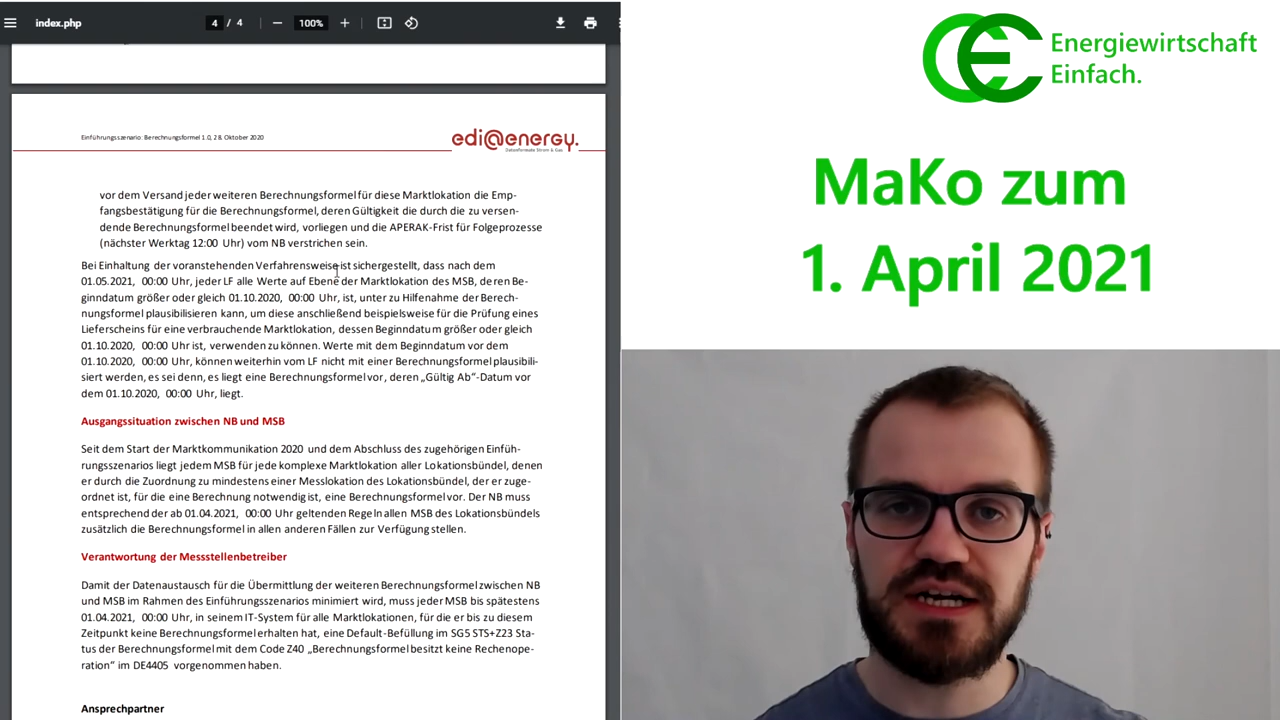 index.php
4 / 4
100%
Einführungsszenario: Berechnungsformel 1.0, 28. Oktober 2020
edi@energy.
Datenformate Strom & Gas
vor dem Versand jeder weiteren Berechnungsformel für diese Marktlokation die Emp-
fangsbestätigung für die Berechnungsformel, deren Gültigkeit die durch die zu versen-
dende Berechnungsformel beendet wird, vorliegen und die APERAK-Frist für Folgeprozesse
(nächster Werktag 12:00 Uhr) vom NB verstrichen sein.
Bei Einhaltung der voranstehenden Verfahrensweise ist sichergestellt, dass nach dem
01.05.2021, 00:00 Uhr, jeder LF alle Werte auf Ebene der Marktlokation des MSB, deren Be-
ginndatum größer oder gleich 01.10.2020, 00:00 Uhr, ist, unter zu Hilfenahme der Berech-
nungsformel plausibilisieren kann, um diese anschließend beispielsweise für die Prüfung eines
Lieferscheins für eine verbrauchende Marktlokation, dessen Beginndatum größer oder gleich
01.10.2020, 00:00 Uhr ist, verwenden zu können. Werte mit dem Beginndatum vor dem
01.10.2020, 00:00 Uhr, können weiterhin vom LF nicht mit einer Berechnungsformel plausibili-
siert werden, es sei denn, es liegt eine Berechnungsformel vor, deren „Gültig Ab“-Datum vor
dem 01.10.2020, 00:00 Uhr, liegt.
Ausgangssituation zwischen NB und MSB
Seit dem Start der Marktkommunikation 2020 und dem Abschluss des zugehörigen Einfüh-
rungsszenarios liegt jedem MSB für jede komplexe Marktlokation aller Lokationsbündel, denen
er durch die Zuordnung zu mindestens einer Messlokation des Lokationsbündel, der er zuge-
ordnet ist, für die eine Berechnung notwendig ist, eine Berechnungsformel vor. Der NB muss
entsprechend der ab 01.04.2021, 00:00 Uhr geltenden Regeln allen MSB des Lokationsbündels
zusätzlich die Berechnungsformel in allen anderen Fällen zur Verfügung stellen.
Verantwortung der Messstellenbetreiber
Damit der Datenaustausch für die Übermittlung der weiteren Berechnungsformel zwischen NB
und MSB im Rahmen des Einführungsszenarios minimiert wird, muss jeder MSB bis spätestens
01.04.2021, 00:00 Uhr, in seinem IT-System für alle Marktlokationen, für die er bis zu diesem
Zeitpunkt keine Berechnungsformel erhalten hat, eine Default-Befüllung im SG5 STS+Z23 Sta-
tus der Berechnungsformel mit dem Code Z40 „Berechnungsformel besitzt keine Rechenope-
ration“ im DE4405 vorgenommen haben.
Ansprechpartner
Energiewirtschaft
Einfach.
MaKo zum
1. April 2021